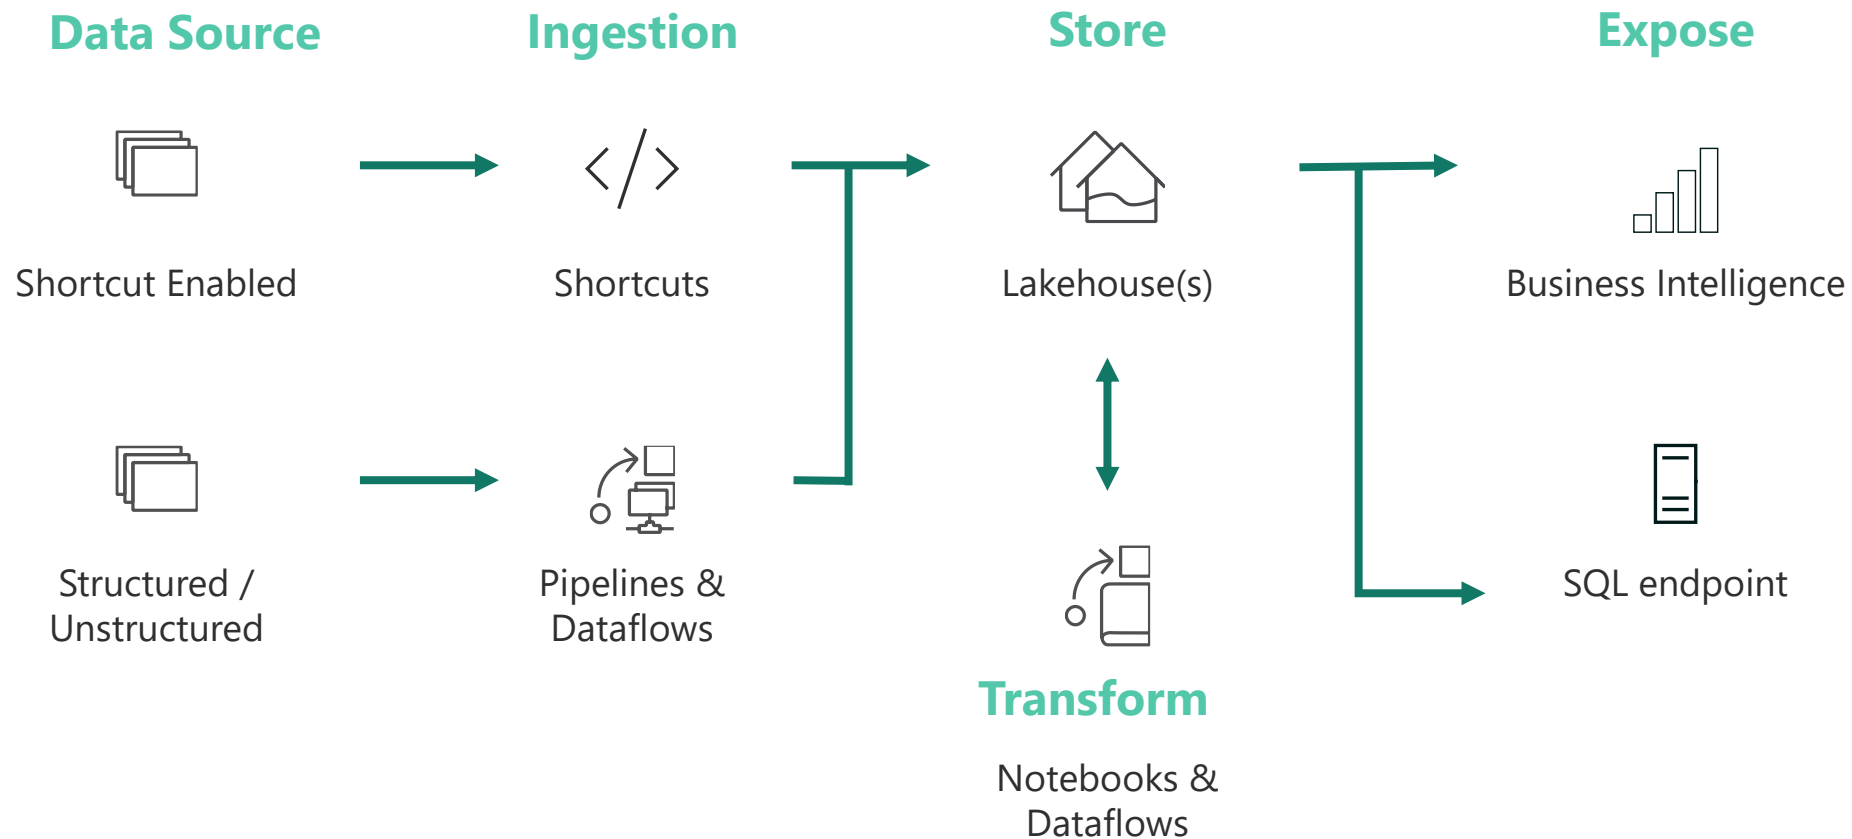 Data Source
Ingestion
Store
Expose
Shortcut Enabled
Shortcuts
Lakehouse(s)
Business Intelligence
Structured /
Unstructured
Pipelines &
Dataflows
SQL endpoint
Transform
Notebooks &
Dataflows